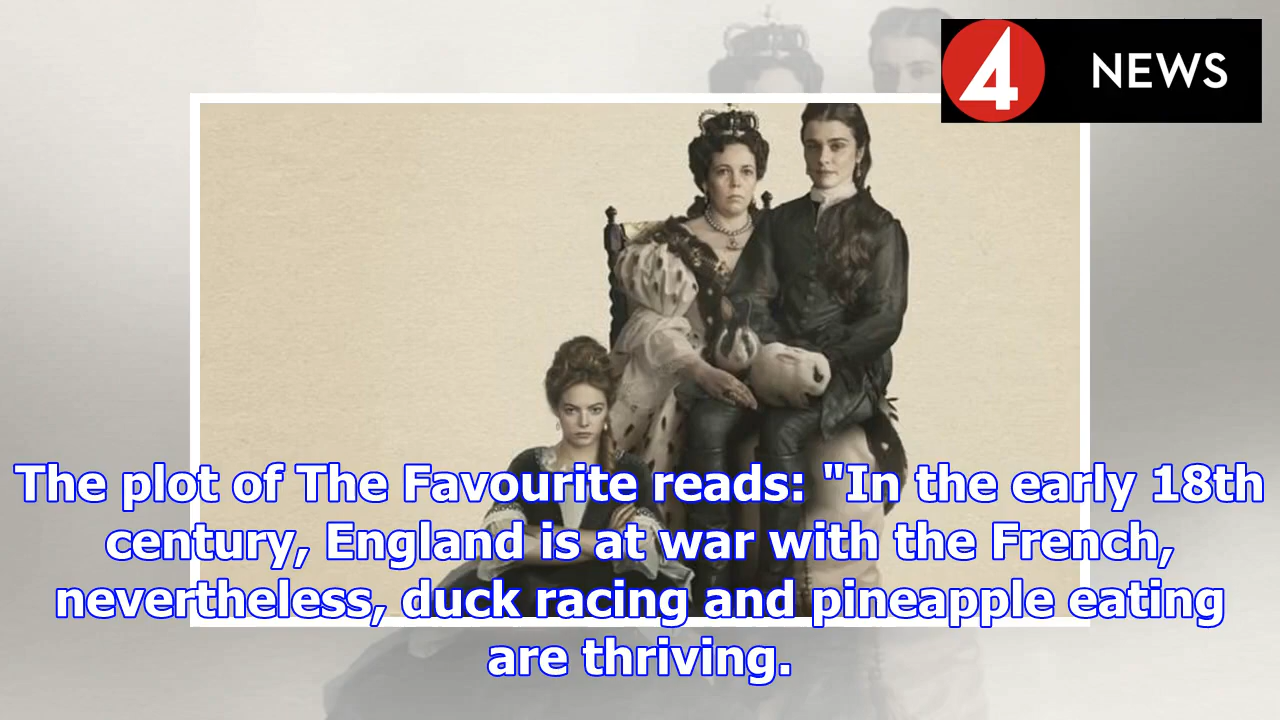 4 NEWS
The plot of The Favourite reads: "In the early 18th
century, England is at war with the French,
nevertheless, duck racing and pineapple eating
are thriving.